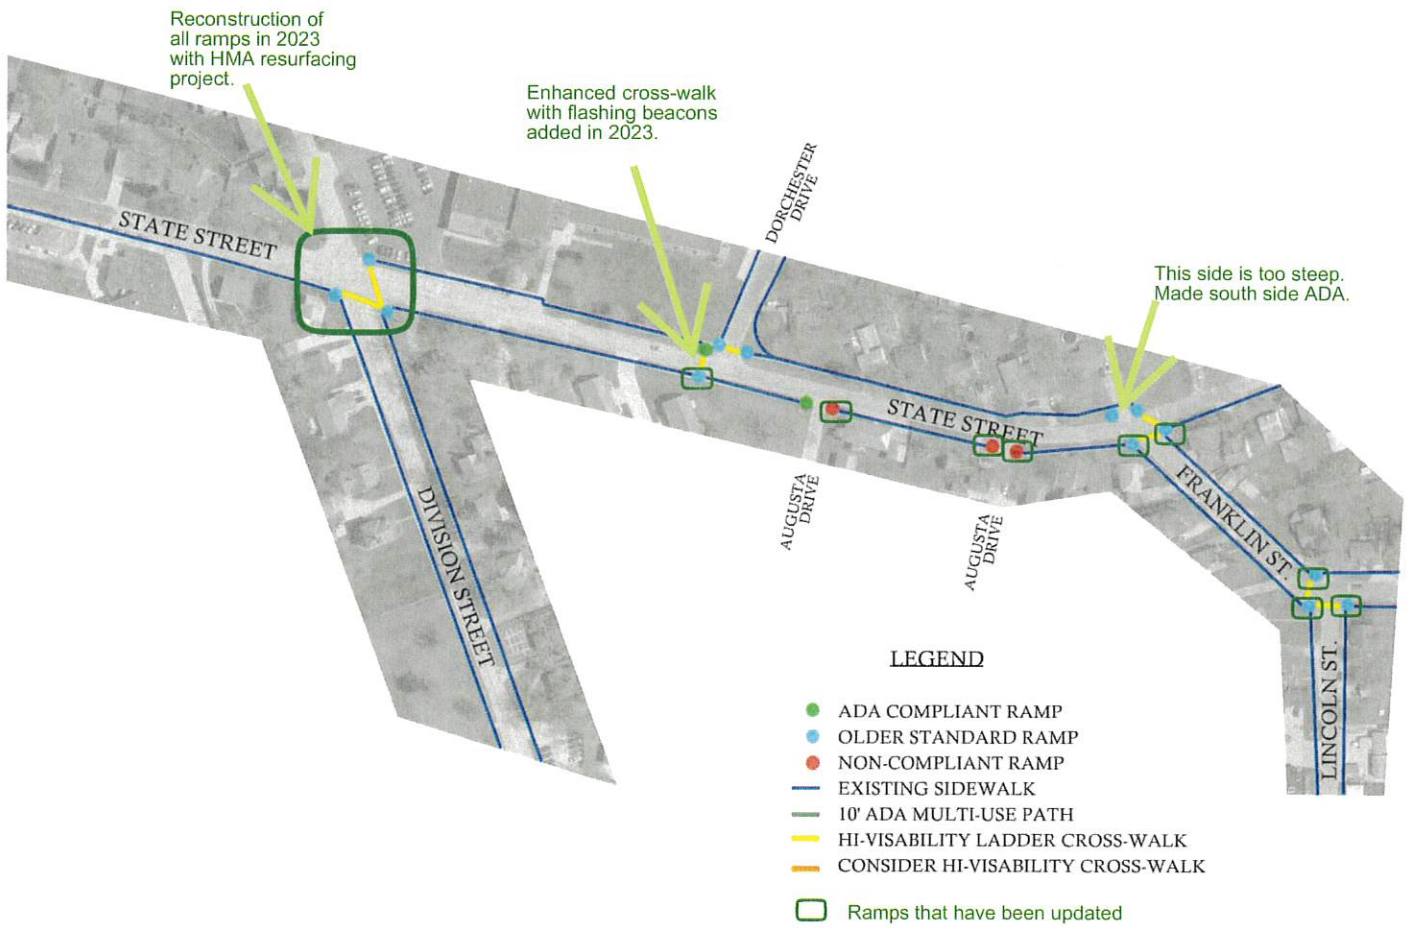 Reconstruction of
all ramps in 2023
with HMA resurfacing
project.
Enhanced cross-walk
with flashing beacons
added in 2023.
DORCHESTER
DRIVE
STATE STREET
This side is too steep.
Made south side ADA.
STATE STREET
AUGUSTA
DRIVE
AUGUSTA
DRIVE
FRANKLIN ST.
DIVISION STREET
LINCOLN ST.
LEGEND
ADA COMPLIANT RAMP
OLDER STANDARD RAMP
NON-COMPLIANT RAMP
EXISTING SIDEWALK
10' ADA MULTI-USE PATH
HI-VISABILITY LADDER CROSS-WALK
CONSIDER HI-VISABILITY CROSS-WALK
Ramps that have been updated